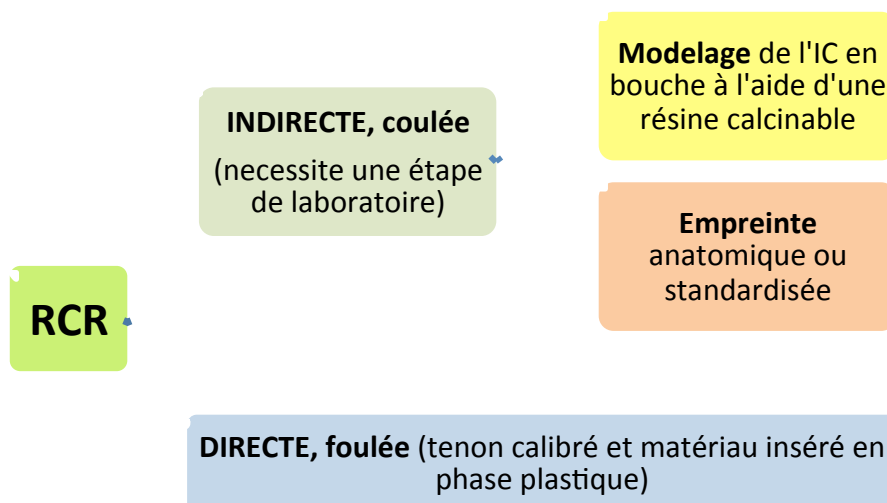 Modelage de l'IC en
bouche à l'aide d'une
résine calcinable
INDIRECTE, coulée
(necessite une étape
de laboratoire)
Empreinte
anatomique ou
standardisée
RCR
DIRECTE, foulée (tenon calibré et matériau inséré en
phase plastique)